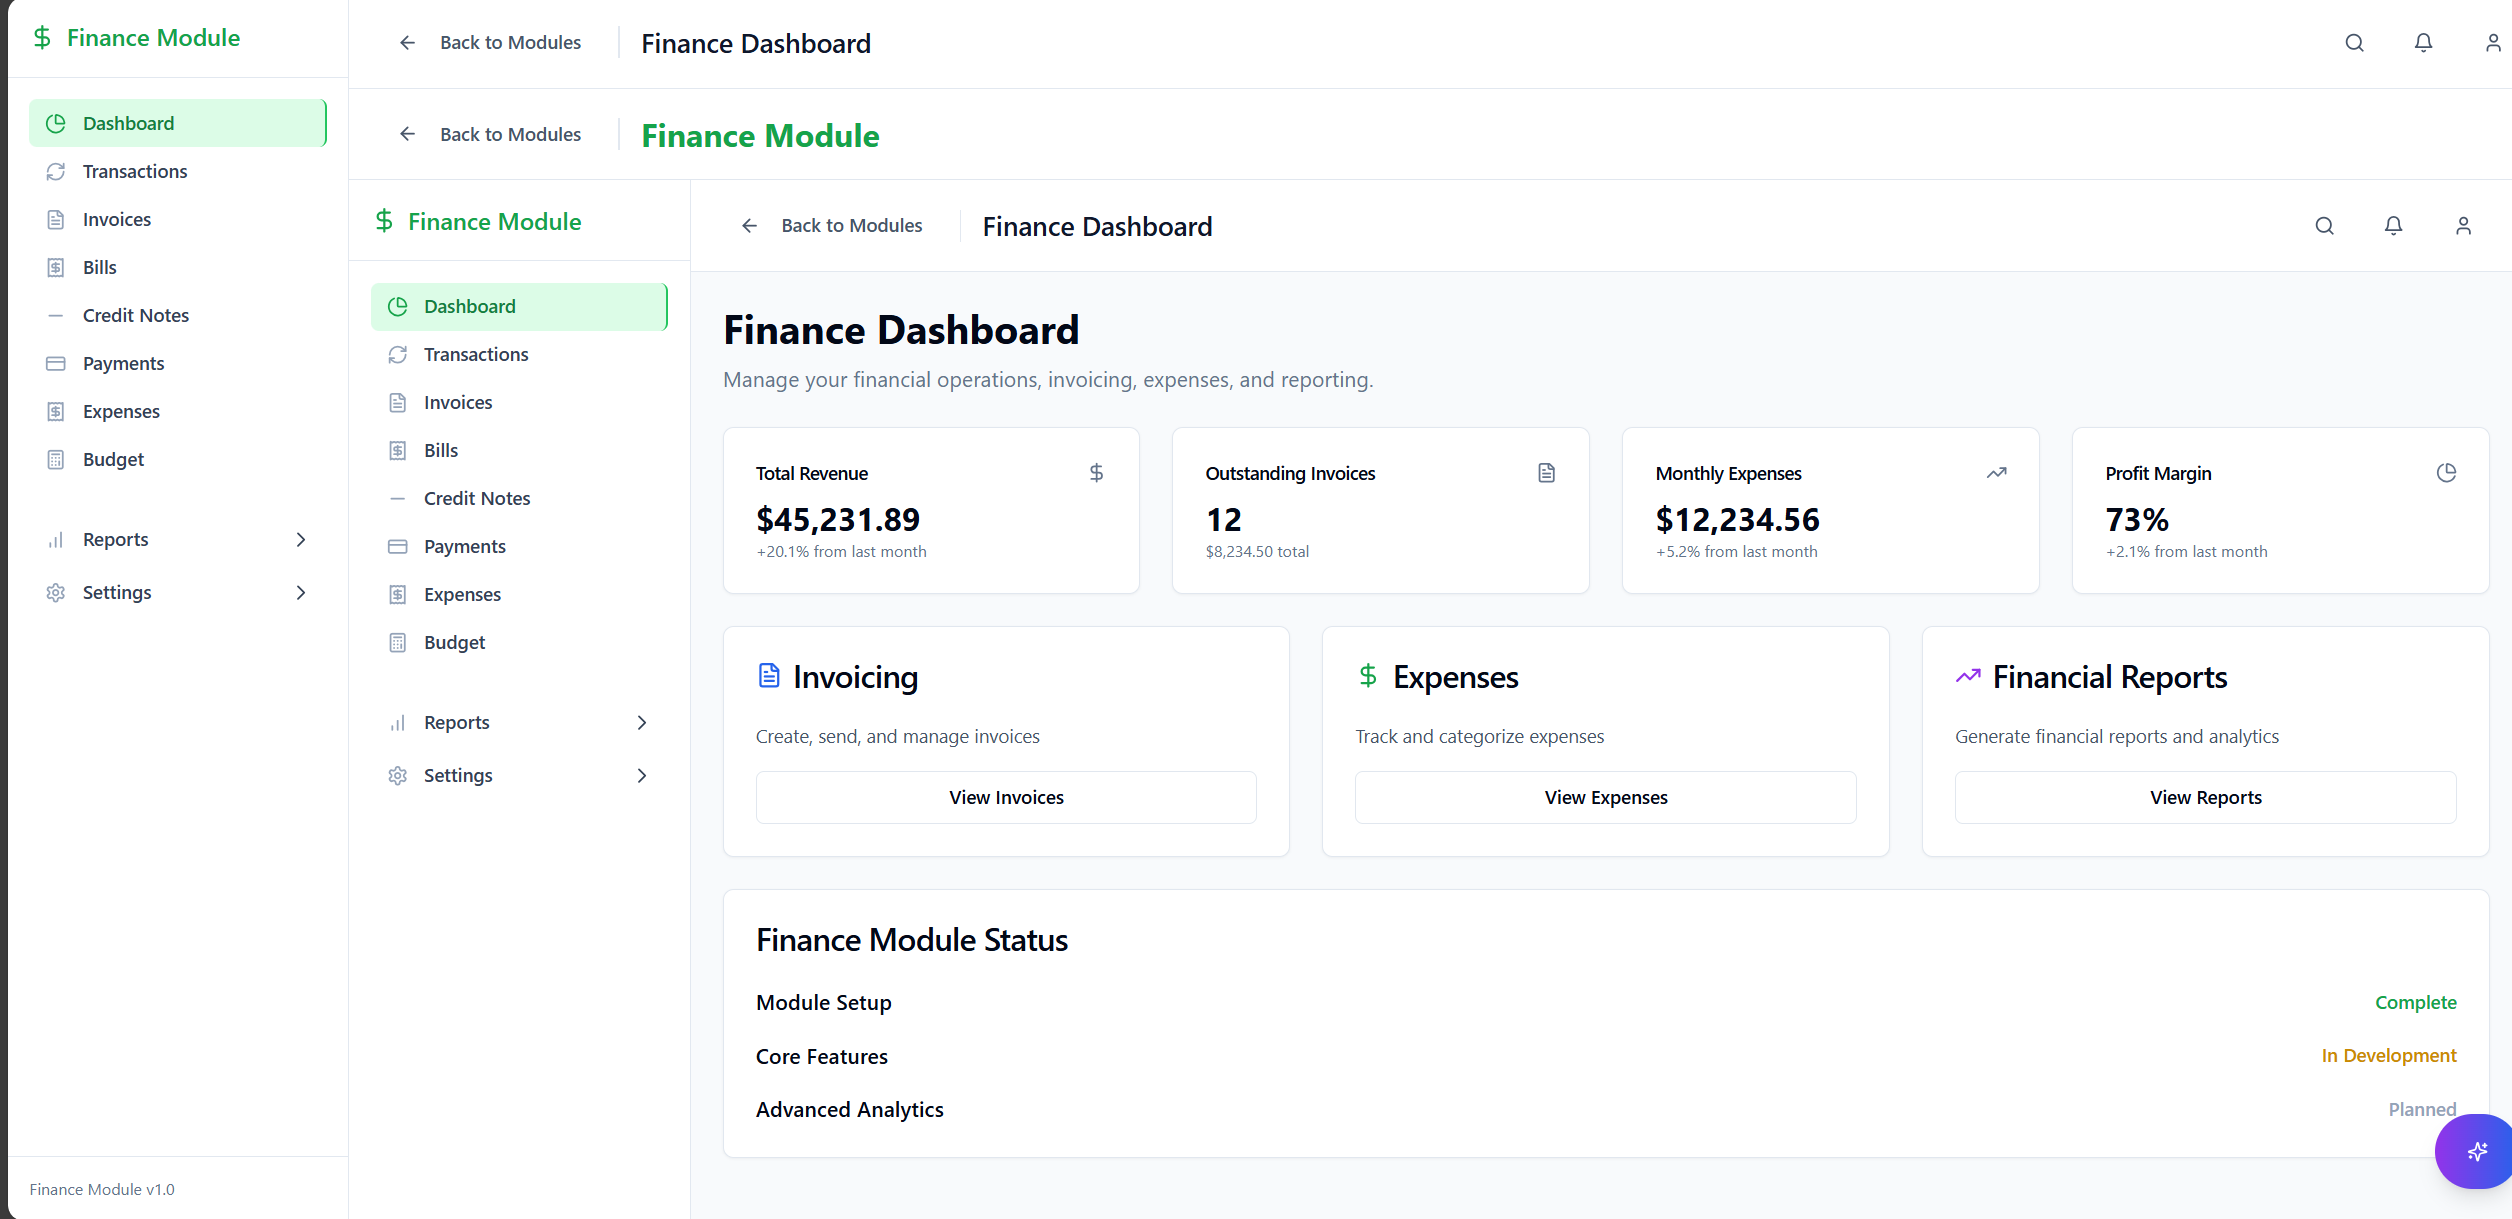 Finance Module
Dashboard
Transactions
Invoices
Bills
Credit Notes
Payments
Expenses
Budget
Reports
Settings
Finance Module v1.0
Back to Modules
Finance Dashboard
Back to Modules
Finance Module
Finance Module
Dashboard
Transactions
Invoices
Bills
Credit Notes
Payments
Expenses
Budget
Reports
Settings
Back to Modules
Finance Dashboard
Finance Dashboard
Manage your financial operations, invoicing, expenses, and reporting.
Total Revenue
$45,231.89
+20.1% from last month
Outstanding Invoices
12
$8,234.50 total
Monthly Expenses
$12,234.56
+5.2% from last month
Profit Margin
73%
+2.1% from last month
Invoicing
Create, send, and manage invoices
View Invoices
Expenses
Track and categorize expenses
View Expenses
Financial Reports
Generate financial reports and analytics
View Reports
Finance Module Status
Module Setup
Complete
Core Features
In Development
Advanced Analytics
Planned